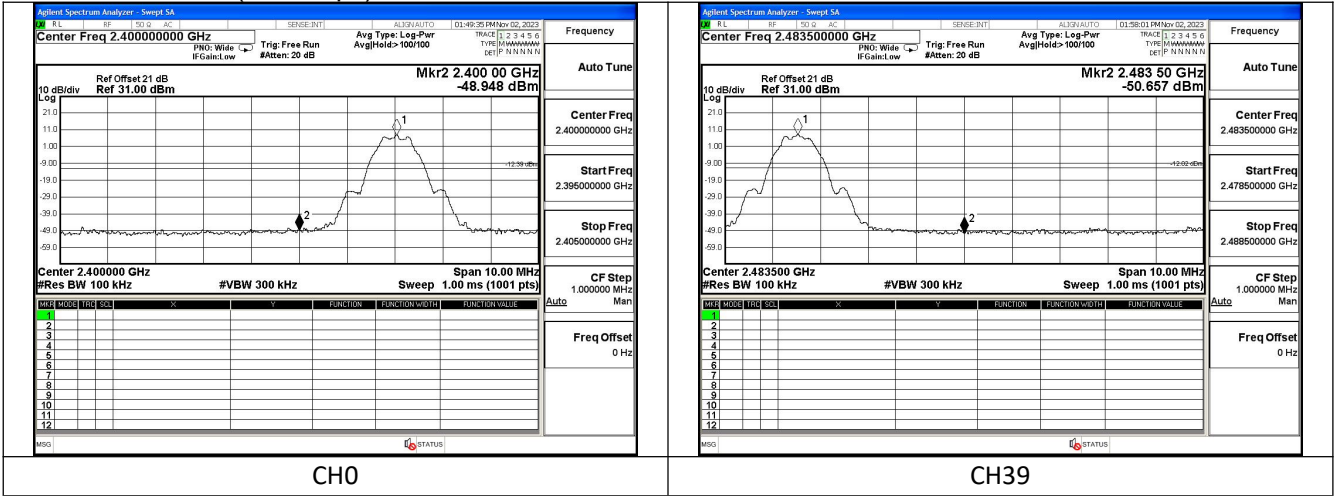 Agilent Spectrum Analyzer - Swept SA
RL RF 50 Ω AC SENSE:INT ALIGNAUTO 01:49:35 PM Nov 02, 2023
Center Freq 2.400000000 GHz
PNO: Wide
IFGain:Low
Trig: Free Run
#Atten: 20 dB
Avg Type: Log-Pwr
Avg|Hold:> 100/100
TRACE 1 2 3 4 5 6
TYPE MWWWWW
DET P N N N N N
Ref Offset 21 dB
10 dB/div Ref 31.00 dBm
Log
Mkr2 2.400 00 GHz
-48.948 dBm
21.0
11.0
1.00
-9.00
-19.0
-29.0
-39.0
-49.0
-59.0
1
2
-12.39 dBm
Center 2.400000 GHz Span 10.00 MHz
#Res BW 100 kHz #VBW 300 kHz Sweep 1.00 ms (1001 pts)
MKR MODE TRC SCL X Y FUNCTION FUNCTION WIDTH FUNCTION VALUE
1
2
3
4
5
6
7
8
9
10
11
12
MSG STATUS
Frequency
Auto Tune
Center Freq
2.400000000 GHz
Start Freq
2.395000000 GHz
Stop Freq
2.405000000 GHz
CF Step
1.000000 MHz
Auto Man
Freq Offset
0 Hz
CH0
Agilent Spectrum Analyzer - Swept SA
RL RF 50 Ω AC SENSE:INT ALIGNAUTO 01:58:01 PM Nov 02, 2023
Center Freq 2.483500000 GHz
PNO: Wide
IFGain:Low
Trig: Free Run
#Atten: 20 dB
Avg Type: Log-Pwr
Avg|Hold:> 100/100
TRACE 1 2 3 4 5 6
TYPE MWWWWW
DET P N N N N N
Ref Offset 21 dB
10 dB/div Ref 31.00 dBm
Log
Mkr2 2.483 50 GHz
-50.657 dBm
21.0
11.0
1.00
-9.00
-19.0
-29.0
-39.0
-49.0
-59.0
1
2
-12.02 dBm
Center 2.483500 GHz Span 10.00 MHz
#Res BW 100 kHz #VBW 300 kHz Sweep 1.00 ms (1001 pts)
MKR MODE TRC SCL X Y FUNCTION FUNCTION WIDTH FUNCTION VALUE
1
2
3
4
5
6
7
8
9
10
11
12
MSG STATUS
Frequency
Auto Tune
Center Freq
2.483500000 GHz
Start Freq
2.478500000 GHz
Stop Freq
2.488500000 GHz
CF Step
1.000000 MHz
Auto Man
Freq Offset
0 Hz
CH39